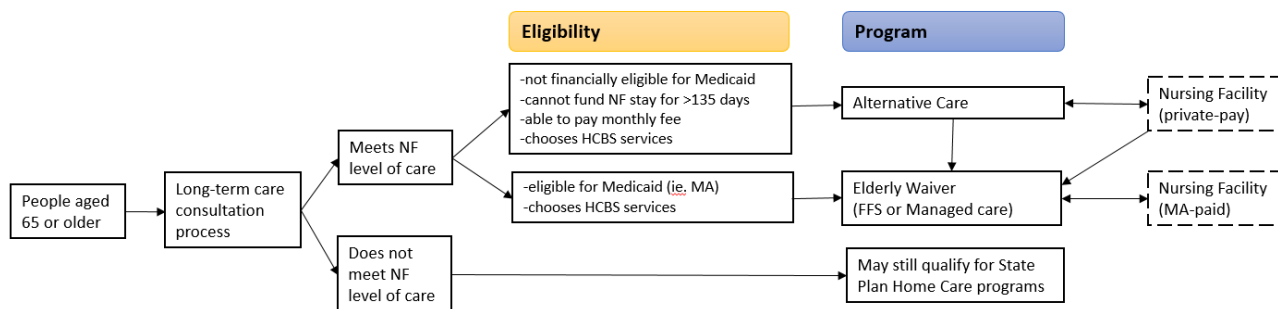 Eligibility
Program
-not financially eligible for Medicaid
-cannot fund NF stay for >135 days
-able to pay monthly fee
-chooses HCBS services
Alternative Care
Nursing Facility
(private-pay)
Meets NF
level of care
People aged
65 or older
Long-term care
consultation
process
-eligible for Medicaid (ie. MA)
-chooses HCBS services
Elderly Waiver
(FFS or Managed care)
Nursing Facility
(MA-paid)
Does not
meet NF
level of care
May still qualify for State
Plan Home Care programs